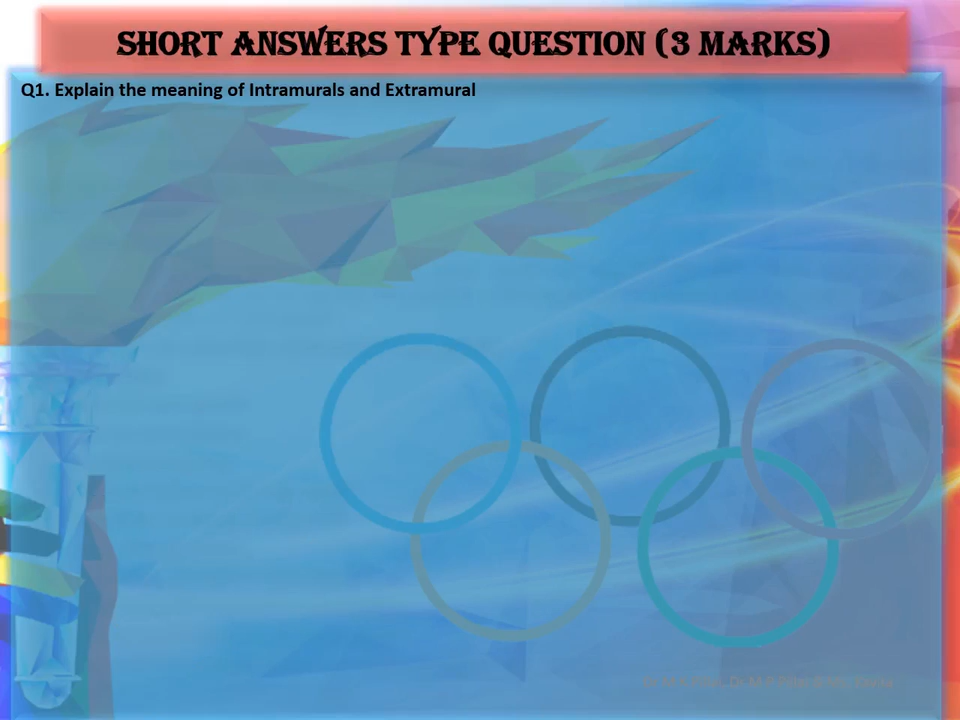 SHORT ANSWERS TYPE QUESTION (3 MARKS)
Q1. Explain the meaning of Intramurals and Extramural